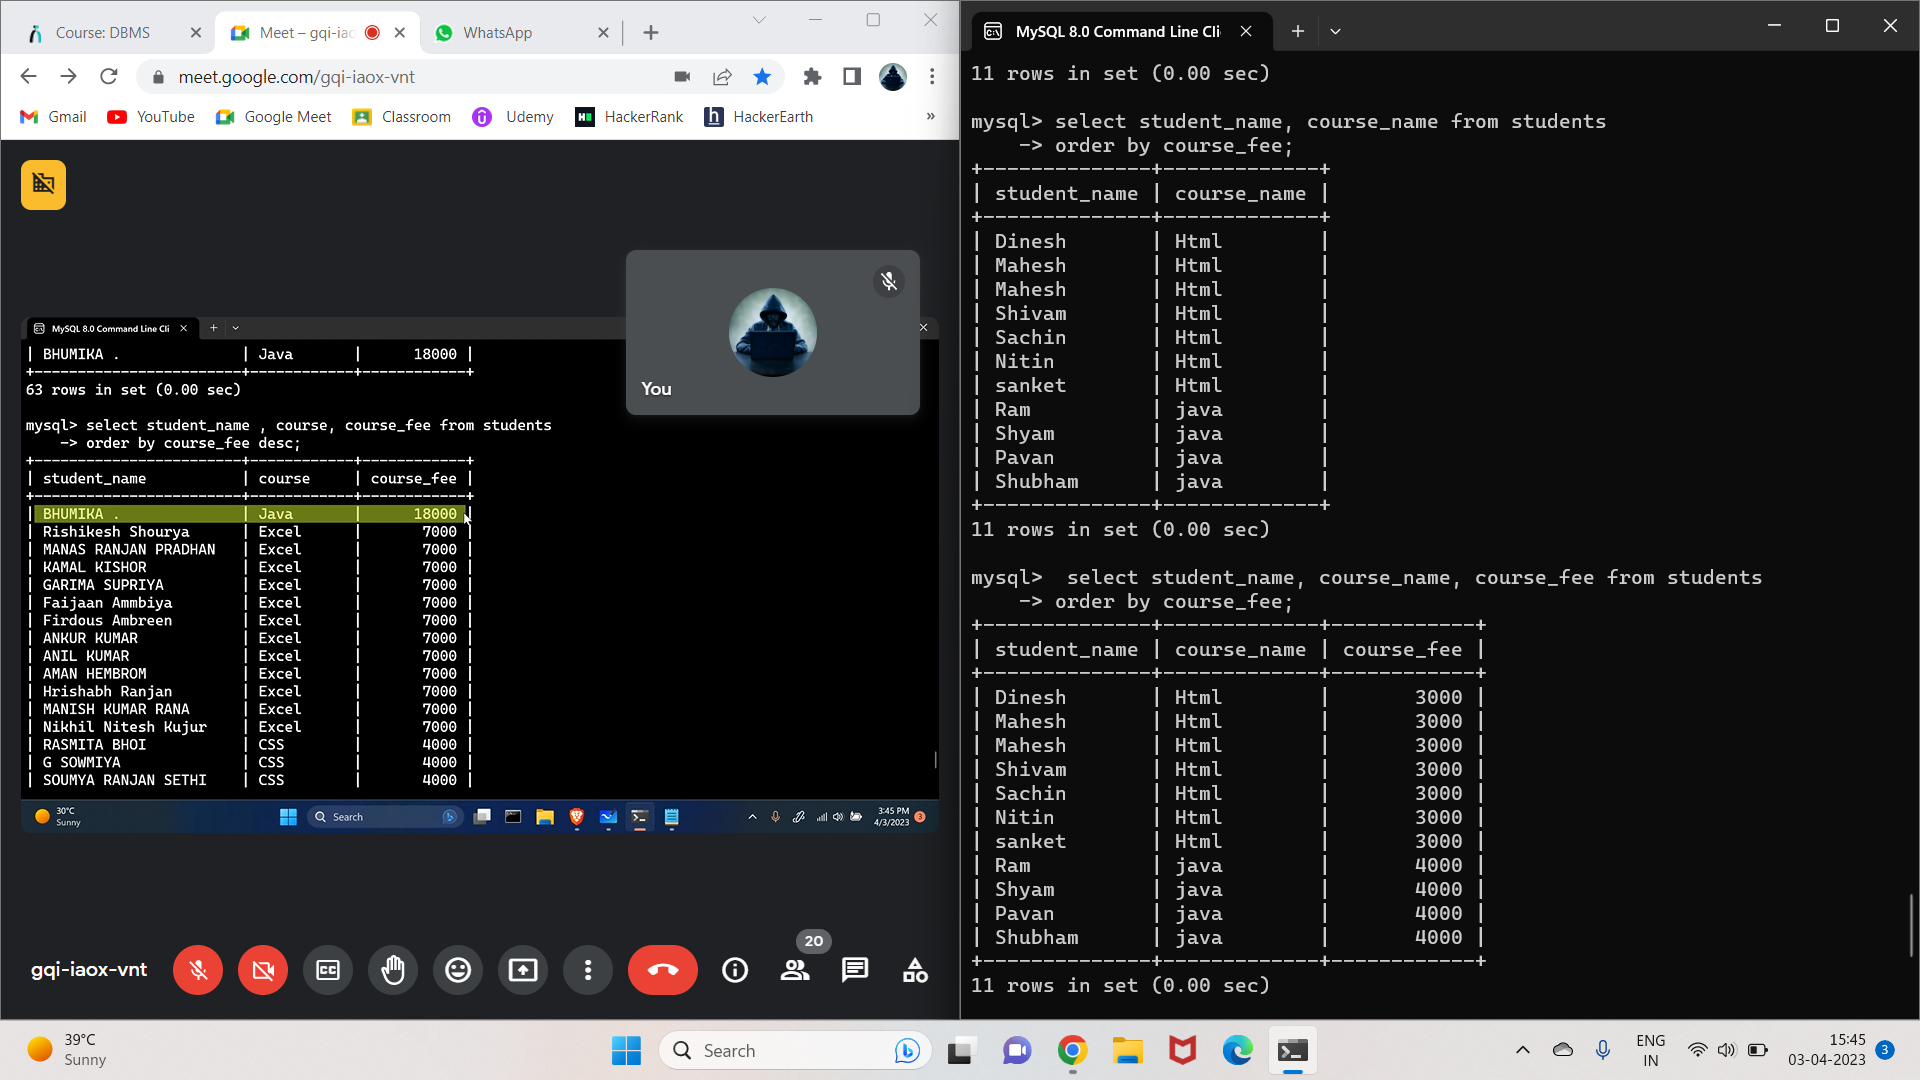 Course: DBMS
Meet – gqi-iao
WhatsApp
meet.google.com/gqi-iaox-vnt
Gmail
YouTube
Google Meet
Classroom
Udemy
HackerRank
HackerEarth
»
You
MySQL 8.0 Command Line Cli
| BHUMIKA . | Java | 18000 |
+------------------------+------------+------------+
63 rows in set (0.00 sec)
mysql> select student_name , course, course_fee from students
-> order by course_fee desc;
+------------------------+------------+------------+
| student_name | course | course_fee |
+------------------------+------------+------------+
| BHUMIKA . | Java | 18000 |
| Rishikesh Shourya | Excel | 7000 |
| MANAS RANJAN PRADHAN | Excel | 7000 |
| KAMAL KISHOR | Excel | 7000 |
| GARIMA SUPRIYA | Excel | 7000 |
| Faijaan Ammbiya | Excel | 7000 |
| Firdous Ambreen | Excel | 7000 |
| ANKUR KUMAR | Excel | 7000 |
| ANIL KUMAR | Excel | 7000 |
| AMAN HEMBROM | Excel | 7000 |
| Hrishabh Ranjan | Excel | 7000 |
| MANISH KUMAR RANA | Excel | 7000 |
| Nikhil Nitesh Kujur | Excel | 7000 |
| RASMITA BHOI | CSS | 4000 |
| G SOWMIYA | CSS | 4000 |
| SOUMYA RANJAN SETHI | CSS | 4000 |
30°C
Sunny
Search
3:45 PM
4/3/2023
3
gqi-iaox-vnt
20
MySQL 8.0 Command Line Cli
11 rows in set (0.00 sec)
mysql> select student_name, course_name from students
-> order by course_fee;
+--------------+-------------+
| student_name | course_name |
+--------------+-------------+
| Dinesh | Html |
| Mahesh | Html |
| Mahesh | Html |
| Shivam | Html |
| Sachin | Html |
| Nitin | Html |
| sanket | Html |
| Ram | java |
| Shyam | java |
| Pavan | java |
| Shubham | java |
+--------------+-------------+
11 rows in set (0.00 sec)
mysql>  select student_name, course_name, course_fee from students
-> order by course_fee;
+--------------+-------------+------------+
| student_name | course_name | course_fee |
+--------------+-------------+------------+
| Dinesh | Html | 3000 |
| Mahesh | Html | 3000 |
| Mahesh | Html | 3000 |
| Shivam | Html | 3000 |
| Sachin | Html | 3000 |
| Nitin | Html | 3000 |
| sanket | Html | 3000 |
| Ram | java | 4000 |
| Shyam | java | 4000 |
| Pavan | java | 4000 |
| Shubham | java | 4000 |
+--------------+-------------+------------+
11 rows in set (0.00 sec)
39°C
Sunny
Search
ENG
IN
15:45
03-04-2023
3